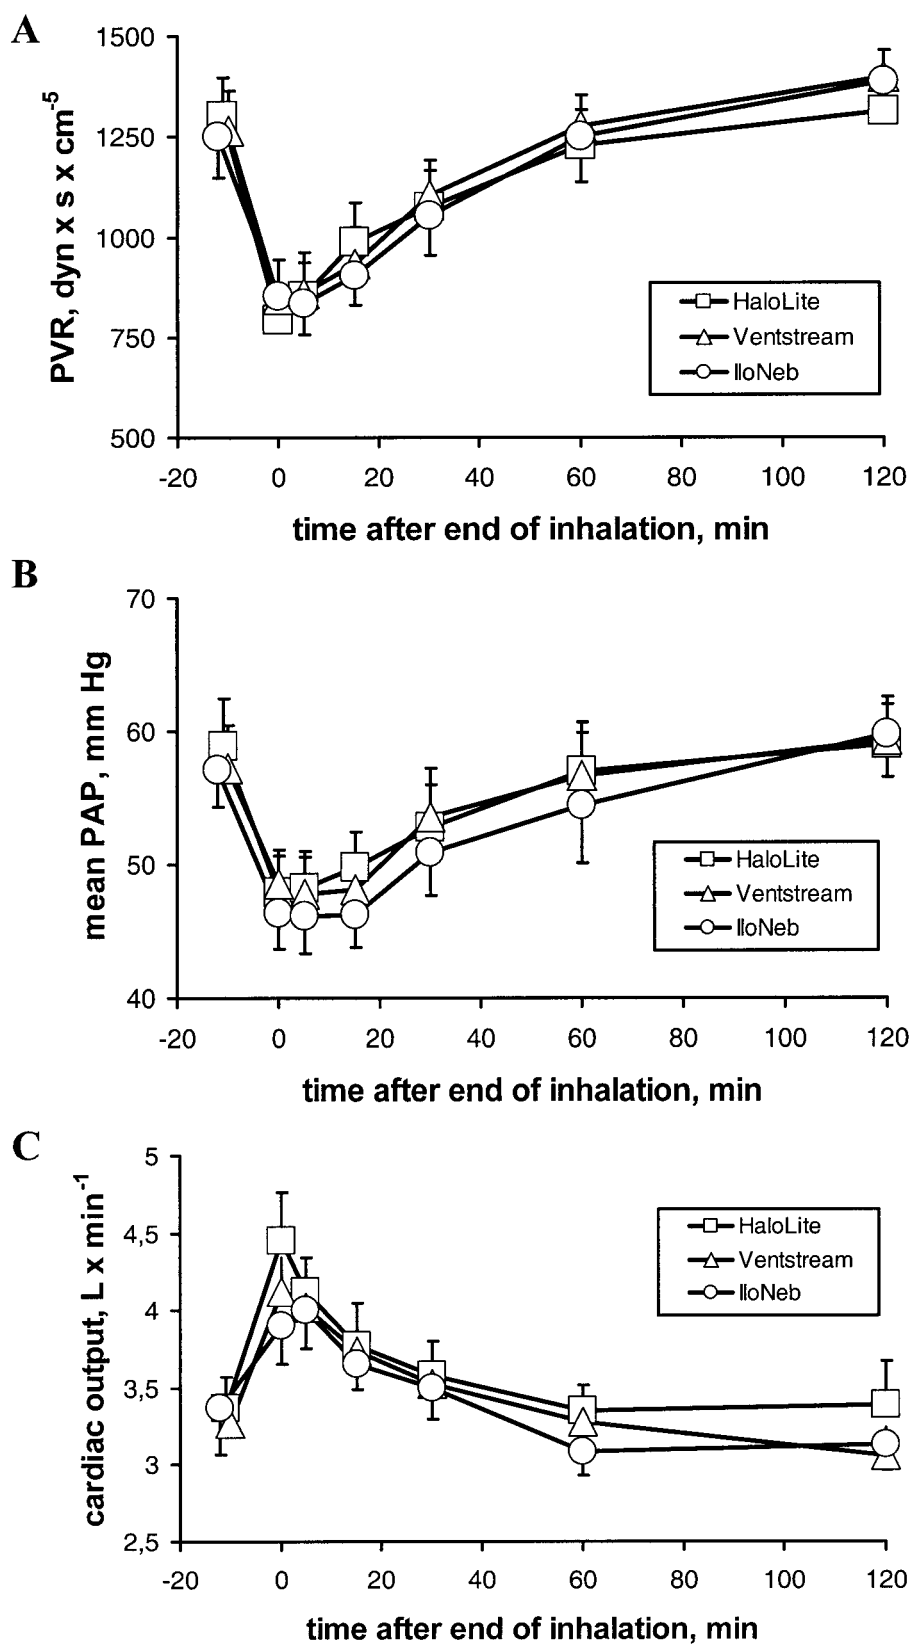 A
1500
1250
1000
750
500
PVR, dyn x s x cm-5
HaloLite
Ventstream
IloNeb
-20 0 20 40 60 80 100 120
time after end of inhalation, min
B
70
60
50
40
mean PAP, mm Hg
HaloLite
Ventstream
IloNeb
-20 0 20 40 60 80 100 120
time after end of inhalation, min
C
5
4,5
4
3,5
3
2,5
cardiac output, L x min-1
HaloLite
Ventstream
IloNeb
-20 0 20 40 60 80 100 120
time after end of inhalation, min